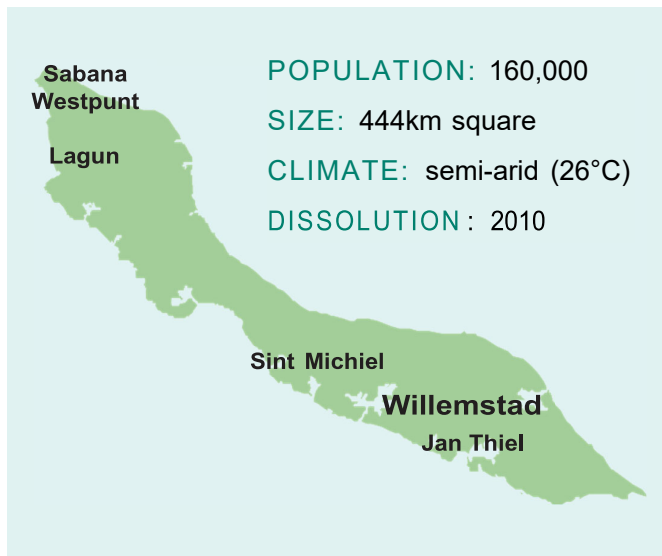 Sabana
Westpunt
Lagun
POPULATION: 160,000
SIZE: 444km square
CLIMATE: semi-arid (26°C)
DISSOLUTION : 2010
Sint Michiel
Willemstad
Jan Thiel